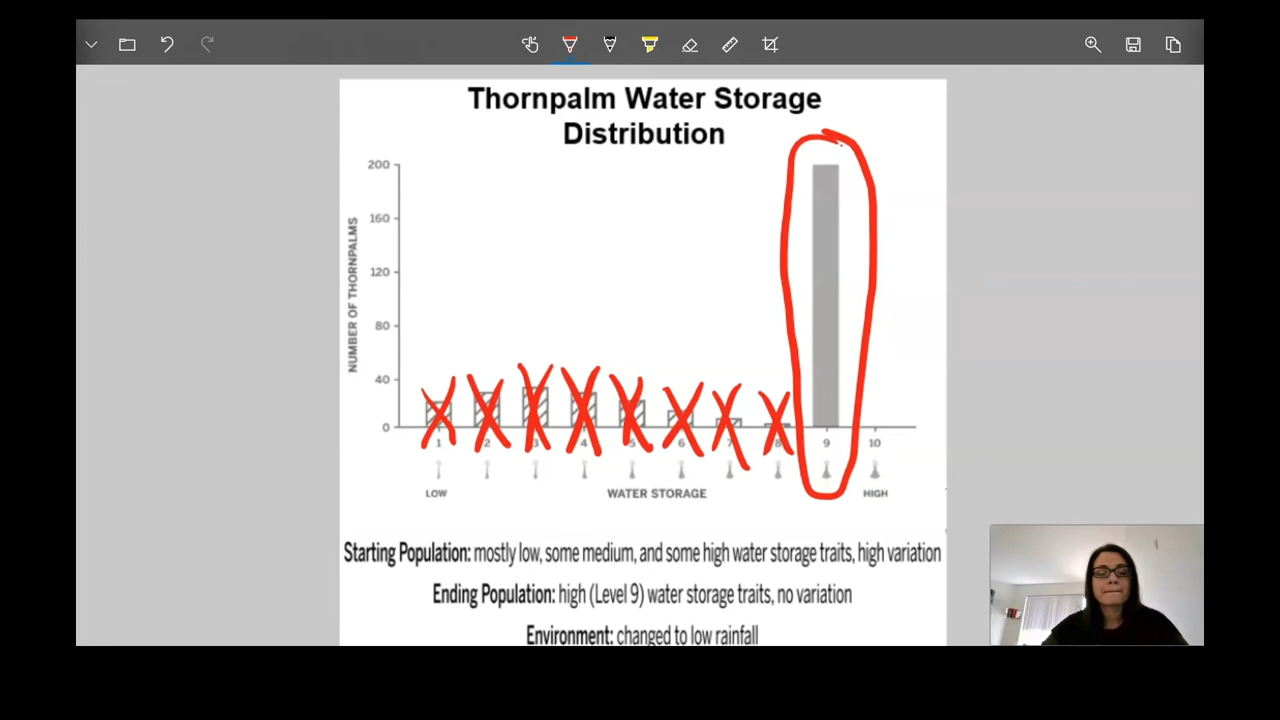 Thornpalm Water Storage
Distribution
200
160
120
80
40
0
NUMBER OF THORNPALMS
1 2 3 4 5 6 7 8 9 10
LOW WATER STORAGE HIGH
Starting Population: mostly low, some medium, and some high water storage traits, high variation
Ending Population: high (Level 9) water storage traits, no variation
Environment: changed to low rainfall